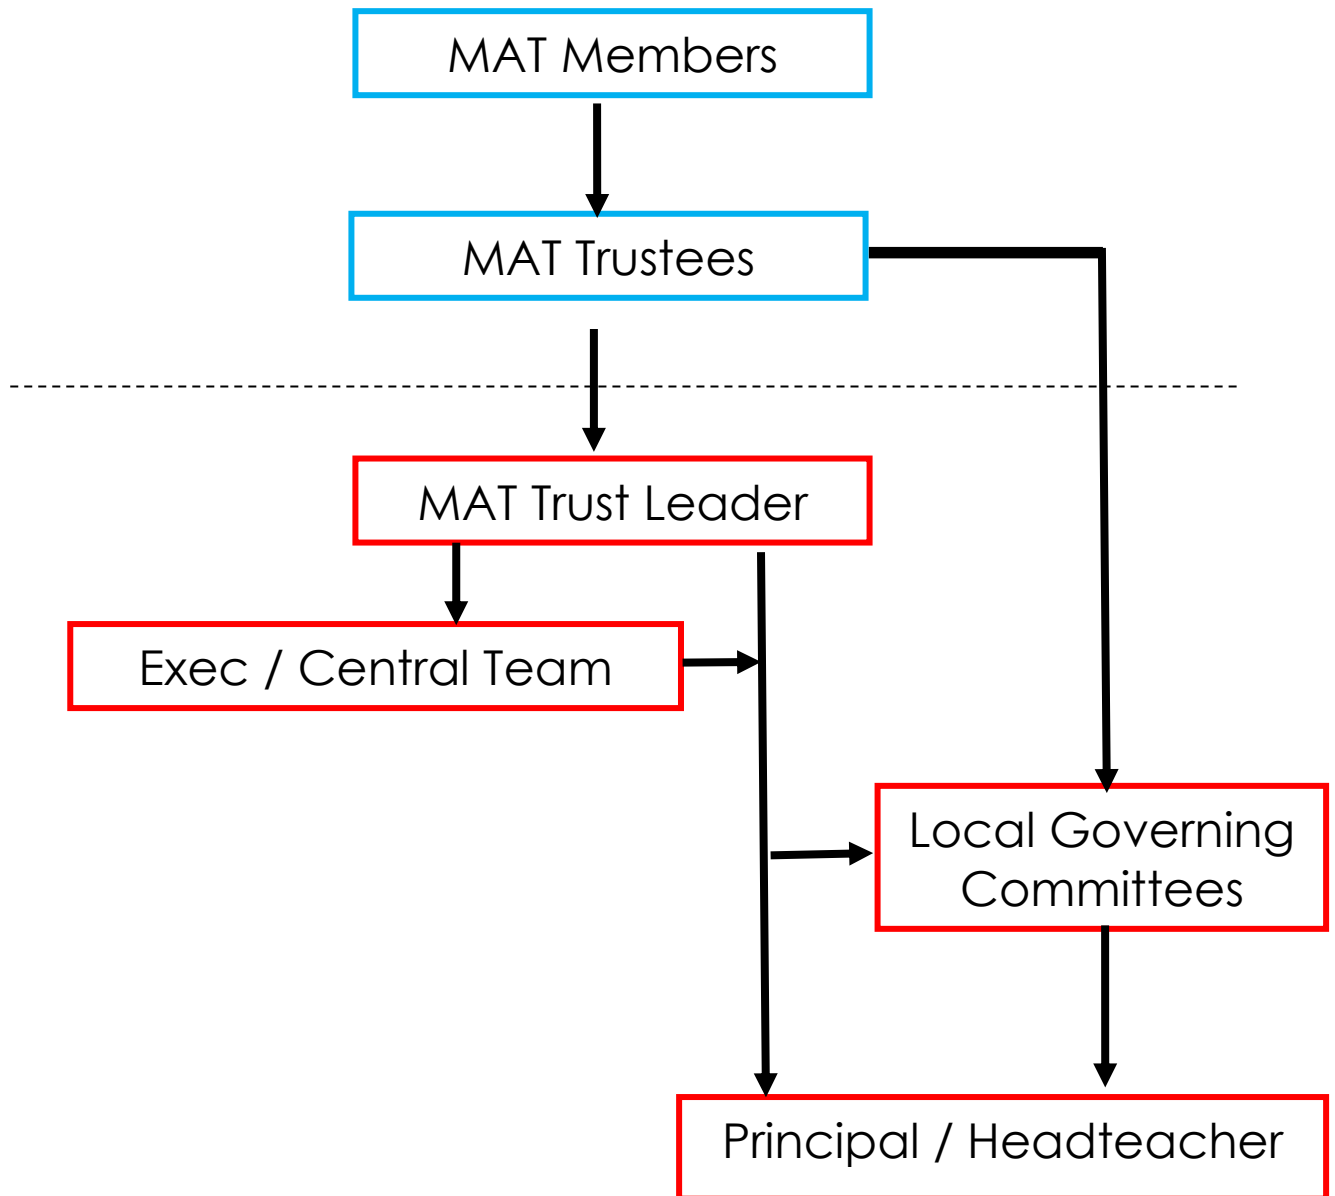 MAT Members
MAT Trustees
MAT Trust Leader
Exec / Central Team
Local Governing
Committees
Principal / Headteacher